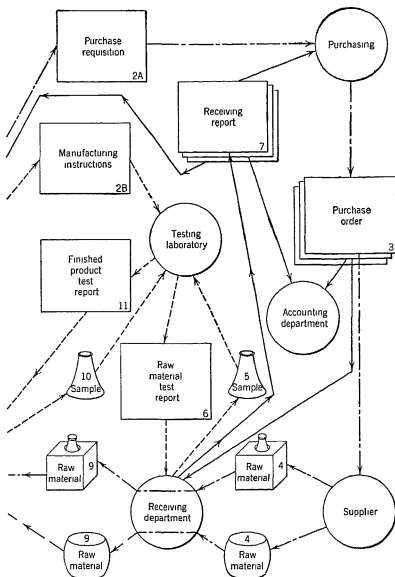 Purchase
requisition
2A
Purchasing
Receiving
report
7
Manufacturing
instructions
2B
Purchase
order
3
Testing
laboratory
Finished
product
test
report
11
Accounting
department
10
Sample
Raw
material
test
report
6
5
Sample
9
Raw
material
Raw
material
4
Receiving
department
Supplier
9
Raw
material
4
Raw
material